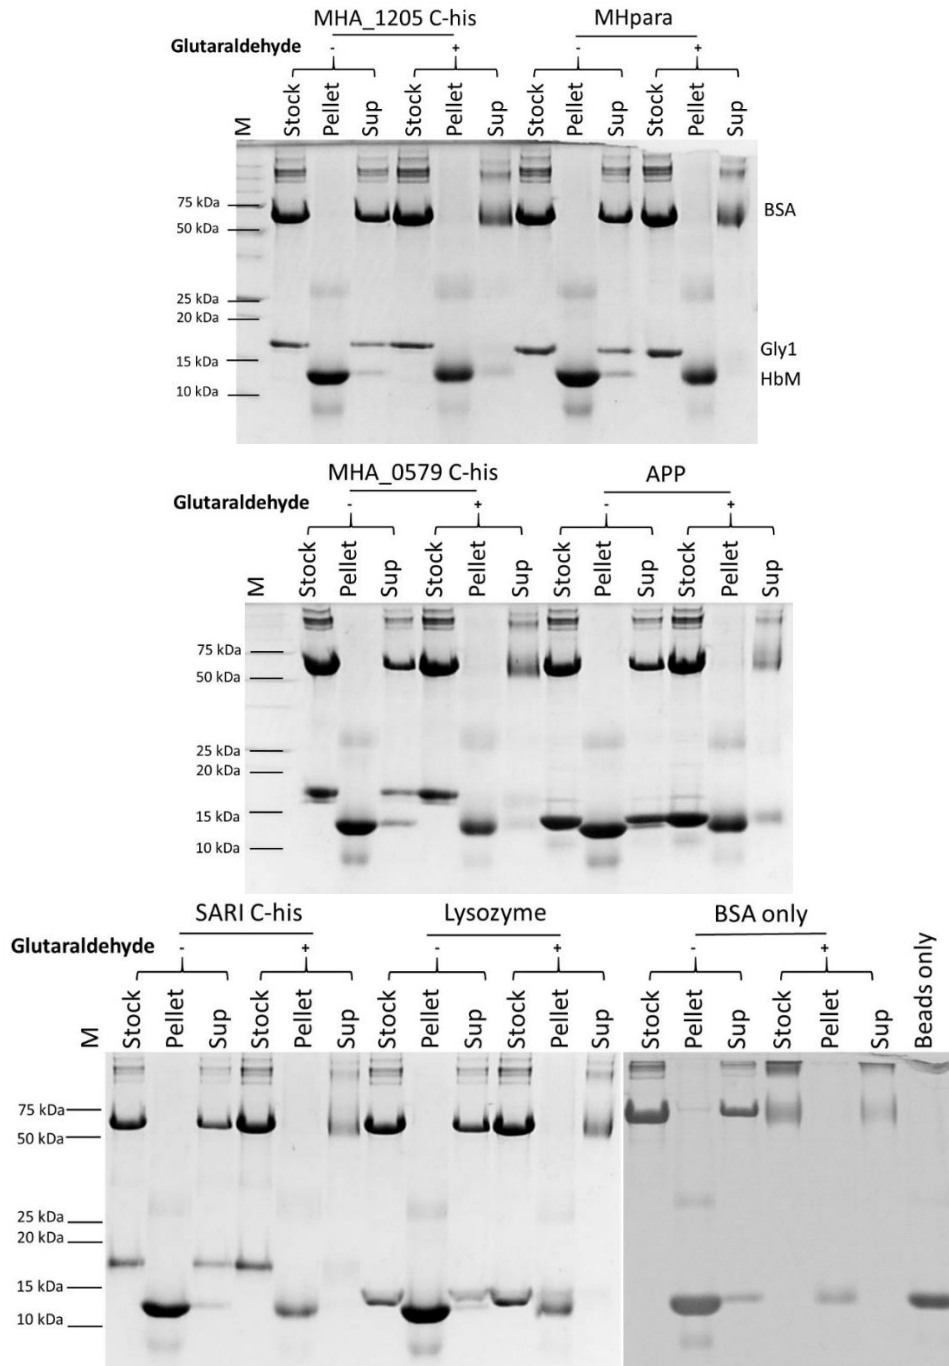 MHA_1205 C-his MHpara
Glutaraldehyde - + - +
M Stock Pellet Sup Stock Pellet Sup Stock Pellet Sup Stock Pellet Sup
75 kDa BSA
50 kDa
25 kDa
20 kDa
Gly1
15 kDa
HbM
10 kDa
MHA_0579 C-his APP
Glutaraldehyde - + - +
M Stock Pellet Sup Stock Pellet Sup Stock Pellet Sup Stock Pellet Sup
75 kDa
50 kDa
25 kDa
20 kDa
15 kDa
10 kDa
SARI C-his Lysozyme BSA only
Glutaraldehyde - + - + - +
M Stock Pellet Sup Stock Pellet Sup Stock Pellet Sup Stock Pellet Sup Stock Pellet Sup Stock Pellet Sup Beads only
75 kDa
50 kDa
25 kDa
20 kDa
15 kDa
10 kDa